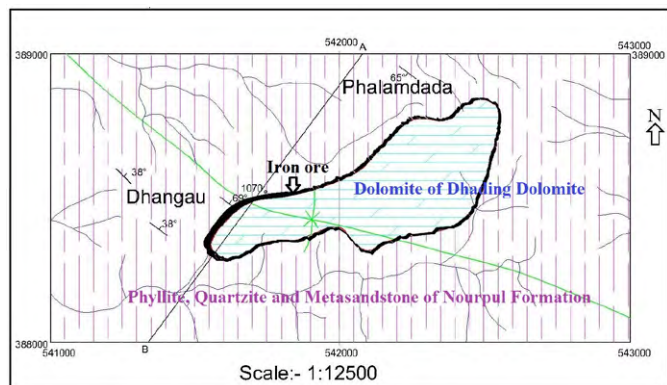 542000
543000
389000
A
389000
65°
Phalamdada
N
Iron ore
38°
1070
Dolomite of Dhading Dolomite
Dhangau
69°
38°
Phyllite, Quartzite and Metasandstone of Nourpul Formation
388000
388000
541000
B
542000
543000
Scale:- 1:12500